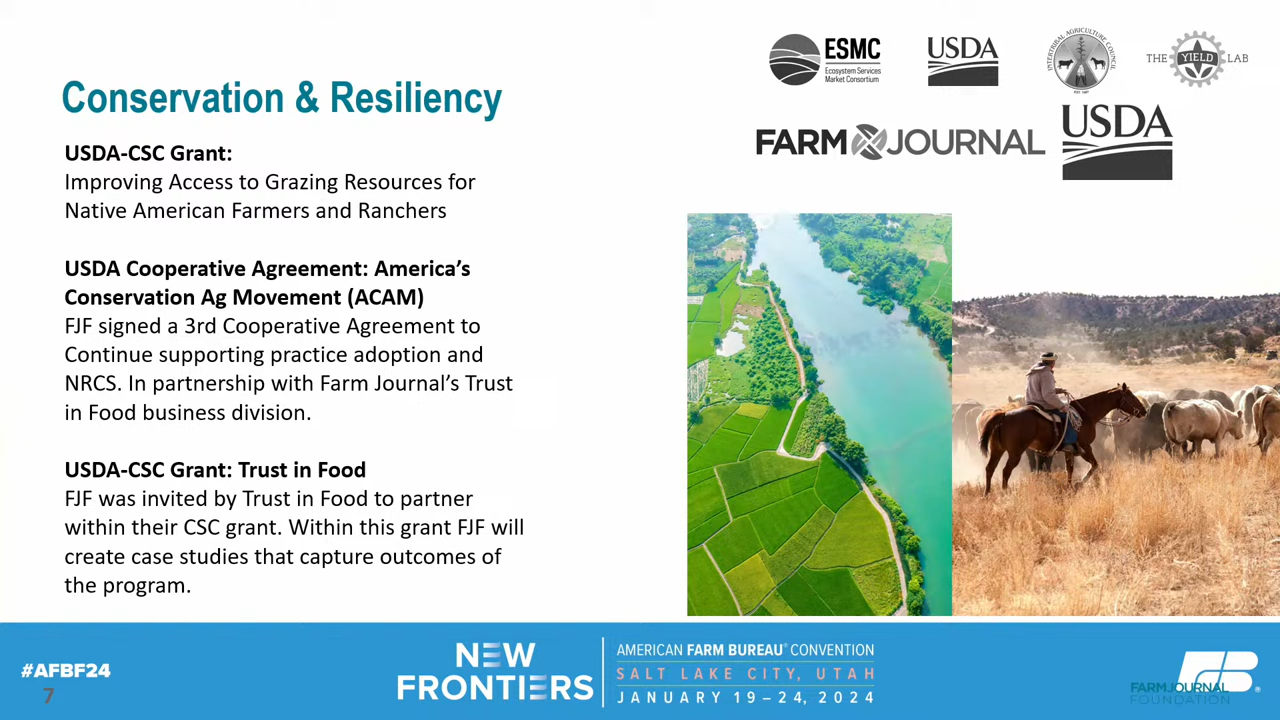 Conservation & Resiliency
USDA-CSC Grant:
Improving Access to Grazing Resources for
Native American Farmers and Ranchers
USDA Cooperative Agreement: America’s
Conservation Ag Movement (ACAM)
FJF signed a 3rd Cooperative Agreement to
Continue supporting practice adoption and
NRCS. In partnership with Farm Journal’s Trust
in Food business division.
USDA-CSC Grant: Trust in Food
FJF was invited by Trust in Food to partner
within their CSC grant. Within this grant FJF will
create case studies that capture outcomes of
the program.
ESMC
Ecosystem Services
Market Consortium
USDA
INTERTRIBAL AGRICULTURE COUNCIL
THE YIELD LAB
FARM JOURNAL
USDA
#AFBF24
7
NEW
FRONTIERS
AMERICAN FARM BUREAU® CONVENTION
SALT LAKE CITY, UTAH
JANUARY 19–24, 2024
FB®
FARMJOURNAL
FOUNDATION